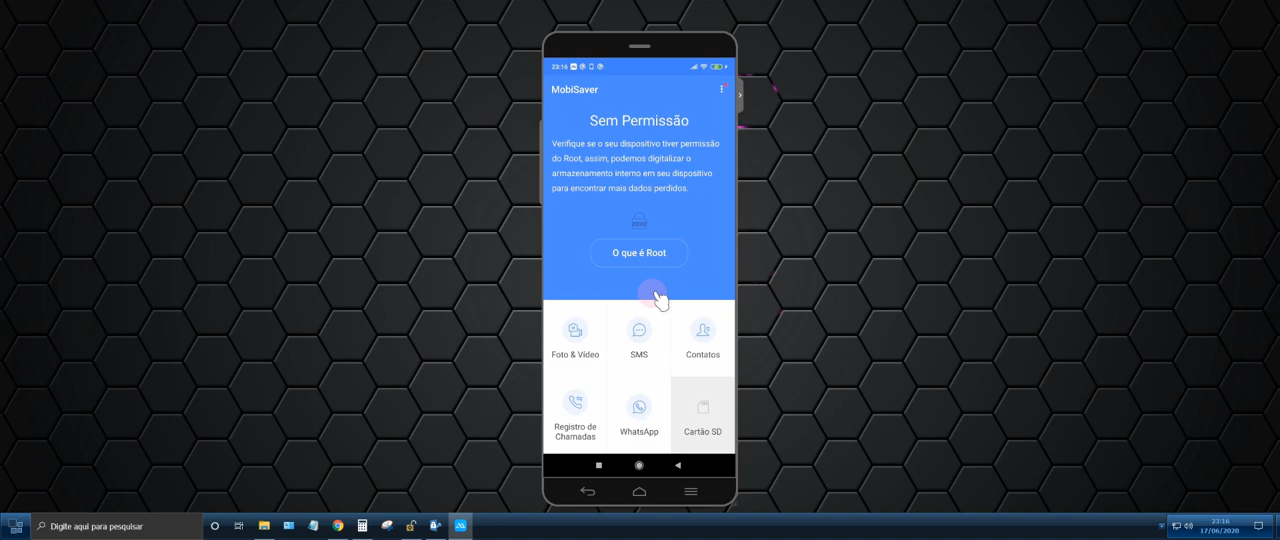 23:16
MobiSaver
Sem Permissão
Verifique se o seu dispositivo tiver permissão
do Root, assim, podemos digitalizar o
armazenamento interno em seu dispositivo
para encontrar mais dados perdidos.
O que é Root
Foto & Vídeo
SMS
Contatos
Registro de
Chamadas
WhatsApp
Cartão SD
Digite aqui para pesquisar
23:16
17/06/2020